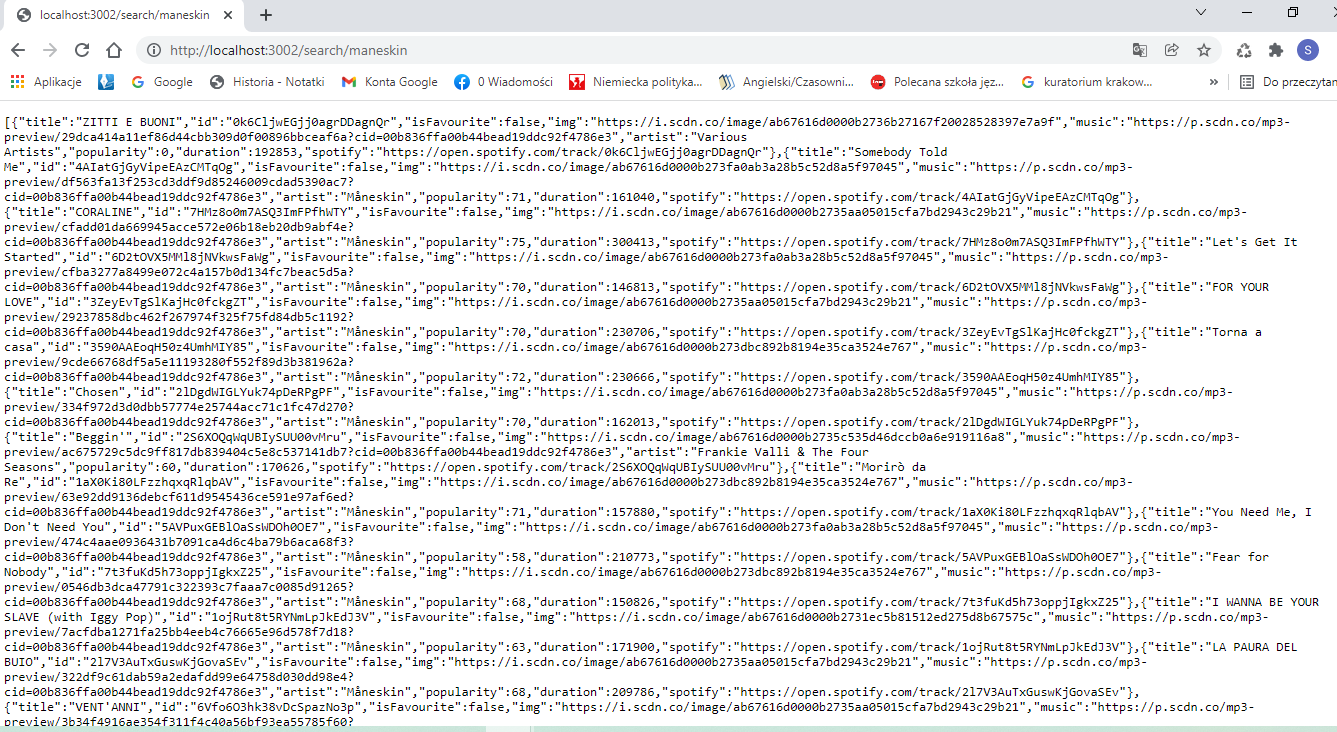 localhost:3002/search/maneskin
http://localhost:3002/search/maneskin
S
Aplikacje
Google
Historia - Notatki
Konta Google
0 Wiadomości
Niemiecka polityka...
Angielski/Czasowni...
Polecana szkoła jęz...
kuratorium krakow...
»
Do przeczytan
[{"title":"ZITTI E BUONI","id":"0k6CljwEGjj0agrDDagnQr","isFavourite":false,"img":"https://i.scdn.co/image/ab67616d0000b2736b27167f20028528397e7a9f","music":"https://p.scdn.co/mp3-
preview/29dca414a11ef86d44cbb309d0f00896bbceaf6a?cid=00b836ffa00b44bead19ddc92f4786e3","artist":"Various
Artists","popularity":0,"duration":192853,"spotify":"https://open.spotify.com/track/0k6CljwEGjj0agrDDagnQr"},{"title":"Somebody Told
Me","id":"4AIatGjGyVipeEAzCMTqOg","isFavourite":false,"img":"https://i.scdn.co/image/ab67616d0000b273fa0ab3a28b5c52d8a5f97045","music":"https://p.scdn.co/mp3-
preview/df563fa13f253cd3ddf9d85246009cdad5390ac7?
cid=00b836ffa00b44bead19ddc92f4786e3","artist":"Måneskin","popularity":71,"duration":161040,"spotify":"https://open.spotify.com/track/4AIatGjGyVipeEAzCMTqOg"},
{"title":"CORALINE","id":"7HMz8o0m7ASQ3ImFPfhWTY","isFavourite":false,"img":"https://i.scdn.co/image/ab67616d0000b2735aa05015cfa7bd2943c29b21","music":"https://p.scdn.co/mp3-
preview/cfadd01da669945acce572e06b18eb20db9abf4e?
cid=00b836ffa00b44bead19ddc92f4786e3","artist":"Måneskin","popularity":75,"duration":300413,"spotify":"https://open.spotify.com/track/7HMz8o0m7ASQ3ImFPfhWTY"},{"title":"Let's Get It
Started","id":"6D2tOVX5MMl8jNVkwsFaWg","isFavourite":false,"img":"https://i.scdn.co/image/ab67616d0000b273fa0ab3a28b5c52d8a5f97045","music":"https://p.scdn.co/mp3-
preview/cfba3277a8499e072c4a157b0d134fc7beac5d5a?
cid=00b836ffa00b44bead19ddc92f4786e3","artist":"Måneskin","popularity":70,"duration":146813,"spotify":"https://open.spotify.com/track/6D2tOVX5MMl8jNVkwsFaWg"},{"title":"FOR YOUR
LOVE","id":"3ZeyEvTgSlKajHc0fckgZT","isFavourite":false,"img":"https://i.scdn.co/image/ab67616d0000b2735aa05015cfa7bd2943c29b21","music":"https://p.scdn.co/mp3-
preview/29237858dbc462f267974f325f75fd84db5c1192?
cid=00b836ffa00b44bead19ddc92f4786e3","artist":"Måneskin","popularity":70,"duration":230706,"spotify":"https://open.spotify.com/track/3ZeyEvTgSlKajHc0fckgZT"},{"title":"Torna a
casa","id":"3590AAEoqH50z4UmhMIY85","isFavourite":false,"img":"https://i.scdn.co/image/ab67616d0000b273dbc892b8194e35ca3524e767","music":"https://p.scdn.co/mp3-
preview/9cde66768df5a5e11193280f552f89d3b381962a?
cid=00b836ffa00b44bead19ddc92f4786e3","artist":"Måneskin","popularity":72,"duration":230666,"spotify":"https://open.spotify.com/track/3590AAEoqH50z4UmhMIY85"},
{"title":"Chosen","id":"2lDgdWIGLYuk74pDeRPgPF","isFavourite":false,"img":"https://i.scdn.co/image/ab67616d0000b273fa0ab3a28b5c52d8a5f97045","music":"https://p.scdn.co/mp3-
preview/334f972d3d0dbb57774e25744acc71c1fc47d270?
cid=00b836ffa00b44bead19ddc92f4786e3","artist":"Måneskin","popularity":70,"duration":162013,"spotify":"https://open.spotify.com/track/2lDgdWIGLYuk74pDeRPgPF"},
{"title":"Beggin'","id":"2S6XOQqWqUBIySUU00vMru","isFavourite":false,"img":"https://i.scdn.co/image/ab67616d0000b2735c535d46dccb0a6e919116a8","music":"https://p.scdn.co/mp3-
preview/ac675729c5dc9ff817db839404c5e8c537141db7?cid=00b836ffa00b44bead19ddc92f4786e3","artist":"Frankie Valli & The Four
Seasons","popularity":60,"duration":170626,"spotify":"https://open.spotify.com/track/2S6XOQqWqUBIySUU00vMru"},{"title":"Morirò da
Re","id":"1aX0Ki80LFzzhqxqRlqbAV","isFavourite":false,"img":"https://i.scdn.co/image/ab67616d0000b273dbc892b8194e35ca3524e767","music":"https://p.scdn.co/mp3-
preview/63e92dd9136debcf611d9545436ce591e97af6ed?
cid=00b836ffa00b44bead19ddc92f4786e3","artist":"Måneskin","popularity":71,"duration":157880,"spotify":"https://open.spotify.com/track/1aX0Ki80LFzzhqxqRlqbAV"},{"title":"You Need Me, I
Don't Need You","id":"5AVPuxGEBlOaSsWDOh0OE7","isFavourite":false,"img":"https://i.scdn.co/image/ab67616d0000b273fa0ab3a28b5c52d8a5f97045","music":"https://p.scdn.co/mp3-
preview/474c4aae0936431b7091ca4d6c4ba79b6aca68f3?
cid=00b836ffa00b44bead19ddc92f4786e3","artist":"Måneskin","popularity":58,"duration":210773,"spotify":"https://open.spotify.com/track/5AVPuxGEBlOaSsWDOh0OE7"},{"title":"Fear for
Nobody","id":"7t3fuKd5h73oppjIgkxZ25","isFavourite":false,"img":"https://i.scdn.co/image/ab67616d0000b273dbc892b8194e35ca3524e767","music":"https://p.scdn.co/mp3-
preview/0546db3dca47791c322393c7faaa7c0085d91265?
cid=00b836ffa00b44bead19ddc92f4786e3","artist":"Måneskin","popularity":68,"duration":150826,"spotify":"https://open.spotify.com/track/7t3fuKd5h73oppjIgkxZ25"},{"title":"I WANNA BE YOUR
SLAVE (with Iggy Pop)","id":"1ojRut8t5RYNmLpJkEdJ3V","isFavourite":false,"img":"https://i.scdn.co/image/ab67616d0000b2731ec5b81512ed275d8b67575c","music":"https://p.scdn.co/mp3-
preview/7acfdba1271fa25bb4eeb4c76665e96d578f7d18?
cid=00b836ffa00b44bead19ddc92f4786e3","artist":"Måneskin","popularity":63,"duration":171900,"spotify":"https://open.spotify.com/track/1ojRut8t5RYNmLpJkEdJ3V"},{"title":"LA PAURA DEL
BUIO","id":"2l7V3AuTxGuswKjGovaSEv","isFavourite":false,"img":"https://i.scdn.co/image/ab67616d0000b2735aa05015cfa7bd2943c29b21","music":"https://p.scdn.co/mp3-
preview/322df9c61dab59a2edafdd99e64758d030dd98e4?
cid=00b836ffa00b44bead19ddc92f4786e3","artist":"Måneskin","popularity":68,"duration":209786,"spotify":"https://open.spotify.com/track/2l7V3AuTxGuswKjGovaSEv"},
{"title":"VENT'ANNI","id":"6Vfo6O3hk38vDcSpazNo3p","isFavourite":false,"img":"https://i.scdn.co/image/ab67616d0000b2735aa05015cfa7bd2943c29b21","music":"https://p.scdn.co/mp3-
preview/3b34f4916ae354f311f4c40a56bf93ea55785f60?